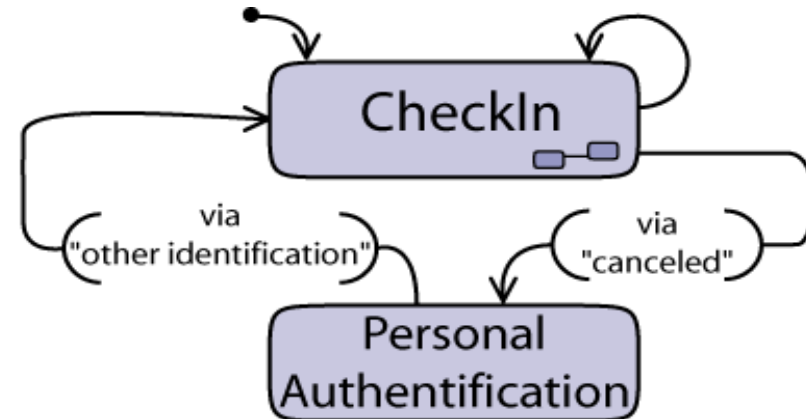 CheckIn
via
"other identification"
via
"canceled"
Personal
Authentification